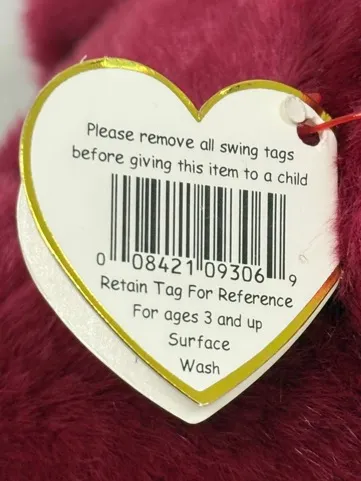 Please remove all swing tags
before giving this item to a child
0 08421 09306 9
Retain Tag For Reference
For ages 3 and up
Surface
Wash